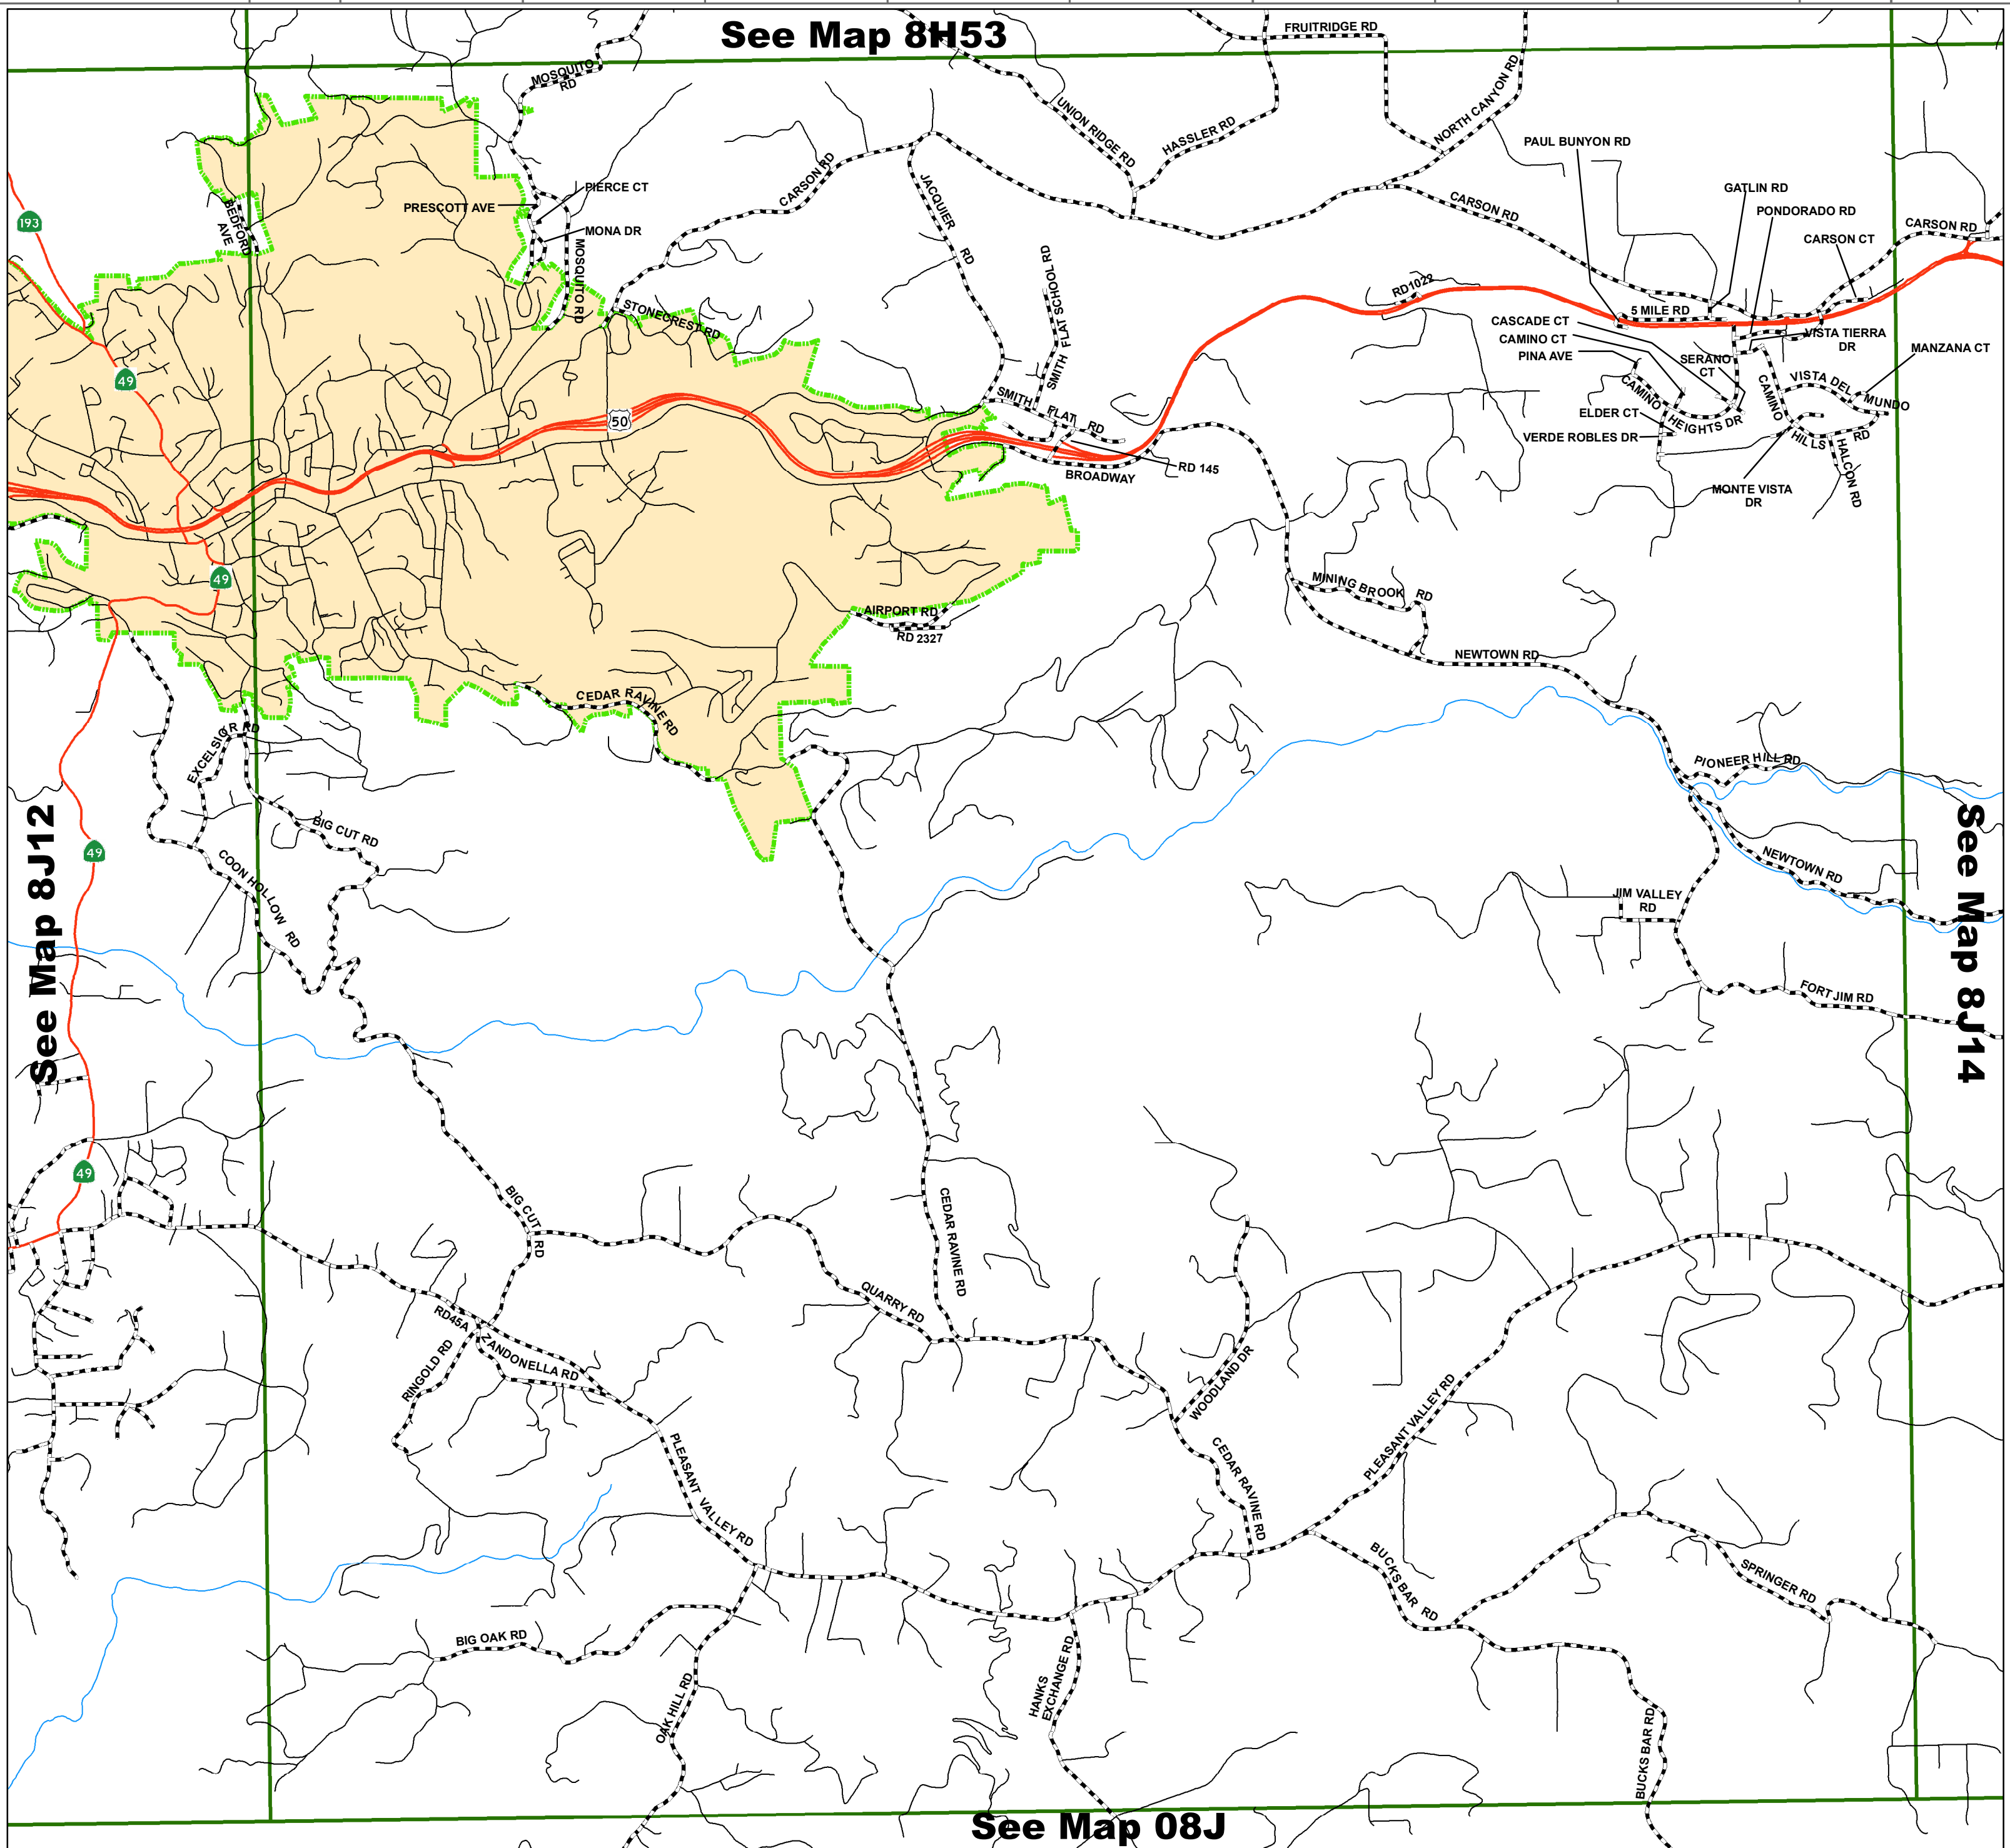 See Map 8H53
FRUITRIDGE RD
MOSQUITO
RD
UNION RIDGE RD
HASSLER RD
NORTH CANYON RD
PAUL BUNYON RD
CARSON RD
PIERCE CT
PRESCOTT AVE
MONA DR
MOSQUITO RD
BEDFORD
AVE
193
JACQUIER RD
CARSON RD
GATLIN RD
PONDORADO RD
CARSON CT
CARSON RD
SMITH FLAT SCHOOL RD
STONECREST RD
RD1022
5 MILE RD
CASCADE CT
CAMINO CT
PINA AVE
SERANO
CT
VISTA TIERRA
DR
MANZANA CT
49
50
SMITH FLAT RD
CAMINO HEIGHTS DR
CAMINO HILLS RD
VISTA DEL MUNDO
ELDER CT
VERDE ROBLES DR
HALCON RD
MONTE VISTA
DR
BROADWAY
RD 145
49
MINING BROOK RD
AIRPORT RD
RD 2327
NEWTOWN RD
CEDAR RAVINE RD
EXCELSIOR RD
PIONEER HILL RD
BIG CUT RD
COON HOLLOW RD
49
See Map 8J12
See Map 8J14
NEWTOWN RD
JIM VALLEY
RD
FORT JIM RD
49
BIG CUT RD
CEDAR RAVINE RD
QUARRY RD
RD45A
ZANDONELLA RD
RINGOLD RD
WOODLAND DR
PLEASANT VALLEY RD
PLEASANT VALLEY RD
CEDAR RAVINE RD
BUCKS BAR RD
SPRINGER RD
BIG OAK RD
OAK HILL RD
HANKS
EXCHANGE RD
BUCKS BAR RD
See Map 08J